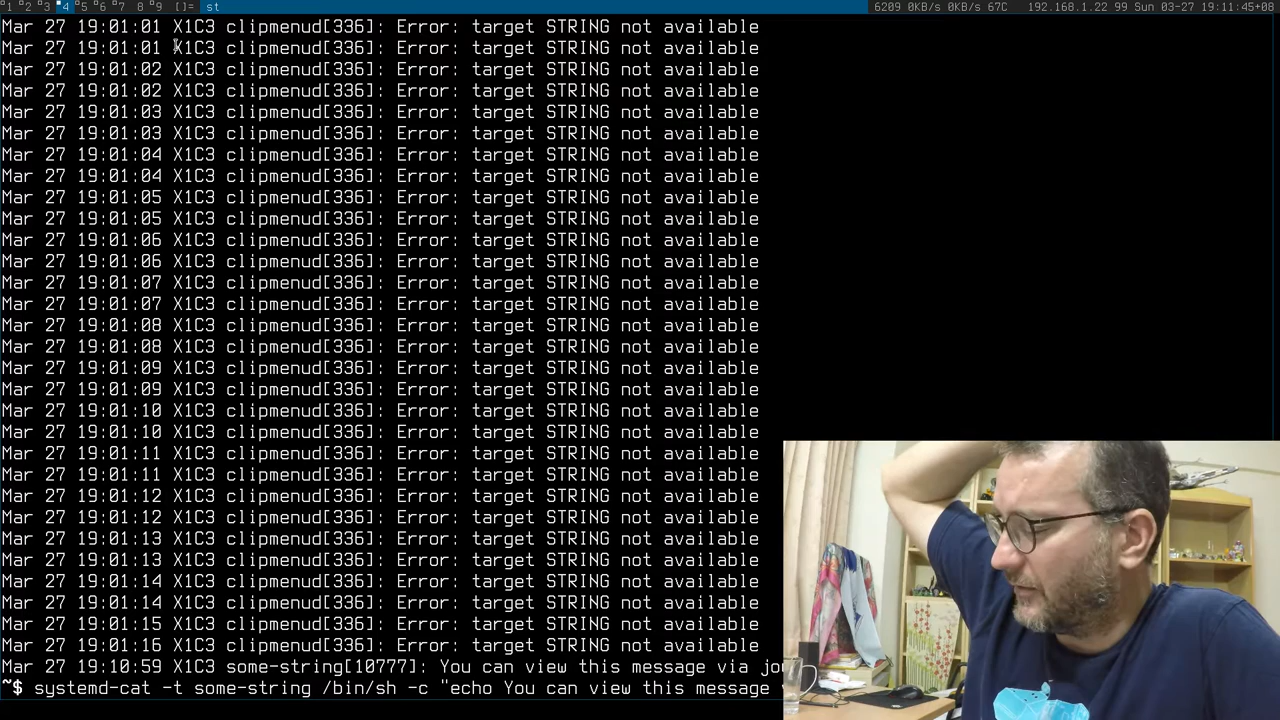 1 2 3 4 5 6 7 8 9 []= st 6209 0KB/s 0KB/s 67C 192.168.1.22 99 Sun 03-27 19:11:45+08
Mar 27 19:01:01 X1C3 clipmenud[336]: Error: target STRING not available
Mar 27 19:01:01 X1C3 clipmenud[336]: Error: target STRING not available
Mar 27 19:01:02 X1C3 clipmenud[336]: Error: target STRING not available
Mar 27 19:01:02 X1C3 clipmenud[336]: Error: target STRING not available
Mar 27 19:01:03 X1C3 clipmenud[336]: Error: target STRING not available
Mar 27 19:01:03 X1C3 clipmenud[336]: Error: target STRING not available
Mar 27 19:01:04 X1C3 clipmenud[336]: Error: target STRING not available
Mar 27 19:01:04 X1C3 clipmenud[336]: Error: target STRING not available
Mar 27 19:01:05 X1C3 clipmenud[336]: Error: target STRING not available
Mar 27 19:01:05 X1C3 clipmenud[336]: Error: target STRING not available
Mar 27 19:01:06 X1C3 clipmenud[336]: Error: target STRING not available
Mar 27 19:01:06 X1C3 clipmenud[336]: Error: target STRING not available
Mar 27 19:01:07 X1C3 clipmenud[336]: Error: target STRING not available
Mar 27 19:01:07 X1C3 clipmenud[336]: Error: target STRING not available
Mar 27 19:01:08 X1C3 clipmenud[336]: Error: target STRING not available
Mar 27 19:01:08 X1C3 clipmenud[336]: Error: target STRING not available
Mar 27 19:01:09 X1C3 clipmenud[336]: Error: target STRING not available
Mar 27 19:01:09 X1C3 clipmenud[336]: Error: target STRING not available
Mar 27 19:01:10 X1C3 clipmenud[336]: Error: target STRING not available
Mar 27 19:01:10 X1C3 clipmenud[336]: Error: target STRING not available
Mar 27 19:01:11 X1C3 clipmenud[336]: Error: target STRING not available
Mar 27 19:01:11 X1C3 clipmenud[336]: Error: target STRING not available
Mar 27 19:01:12 X1C3 clipmenud[336]: Error: target STRING not available
Mar 27 19:01:12 X1C3 clipmenud[336]: Error: target STRING not available
Mar 27 19:01:13 X1C3 clipmenud[336]: Error: target STRING not available
Mar 27 19:01:13 X1C3 clipmenud[336]: Error: target STRING not available
Mar 27 19:01:14 X1C3 clipmenud[336]: Error: target STRING not available
Mar 27 19:01:14 X1C3 clipmenud[336]: Error: target STRING not available
Mar 27 19:01:15 X1C3 clipmenud[336]: Error: target STRING not available
Mar 27 19:01:16 X1C3 clipmenud[336]: Error: target STRING not available
Mar 27 19:10:59 X1C3 some-string[10777]: You can view this message via
~$ systemd-cat -t some-string /bin/sh -c "echo You can view this message